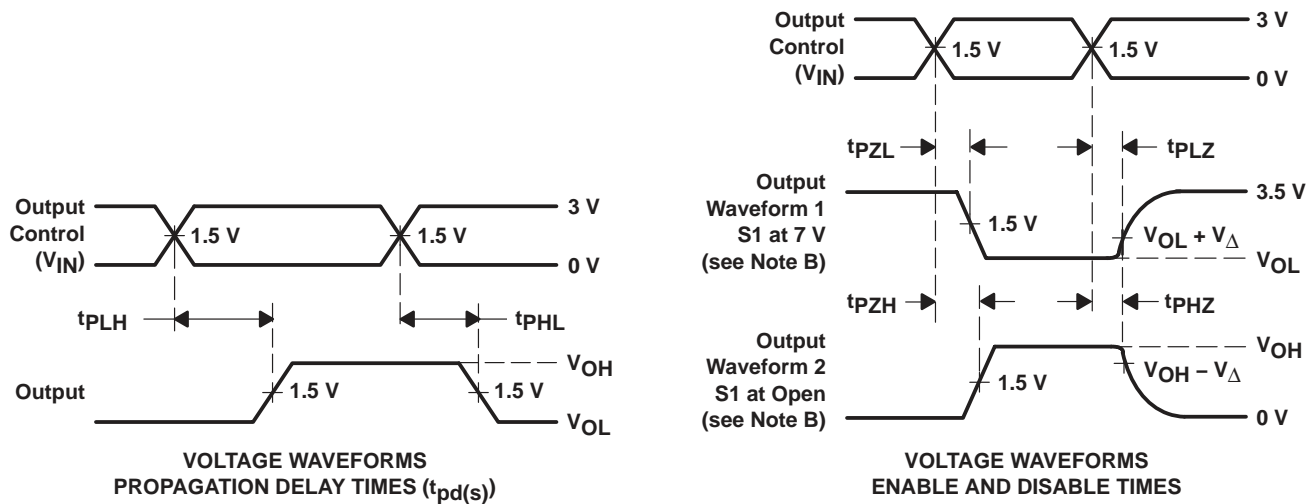 Output
Control
(VIN)
3 V
1.5 V
1.5 V
0 V
tPLH
tPHL
Output
VOH
1.5 V
1.5 V
VOL
VOLTAGE WAVEFORMS
PROPAGATION DELAY TIMES (tpd(s))
Output
Control
(VIN)
3 V
1.5 V
1.5 V
0 V
tPZL
tPLZ
Output
Waveform 1
S1 at 7 V
(see Note B)
3.5 V
1.5 V
VOL + VΔ
VOL
tPZH
tPHZ
Output
Waveform 2
S1 at Open
(see Note B)
VOH
1.5 V
VOH – VΔ
0 V
VOLTAGE WAVEFORMS
ENABLE AND DISABLE TIMES